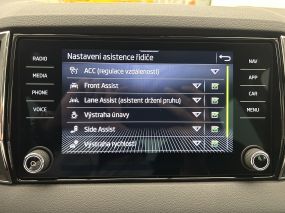 Nastavení asistence řidiče
RADIO
MEDIA
PHONE
VOICE
ACC (regulace vzdálenosti)
Front Assist
Lane Assist (asistent držení pruhu)
Výstraha únavy
Side Assist
Výstraha rychlosti
NAV
APP
CAR
MENU